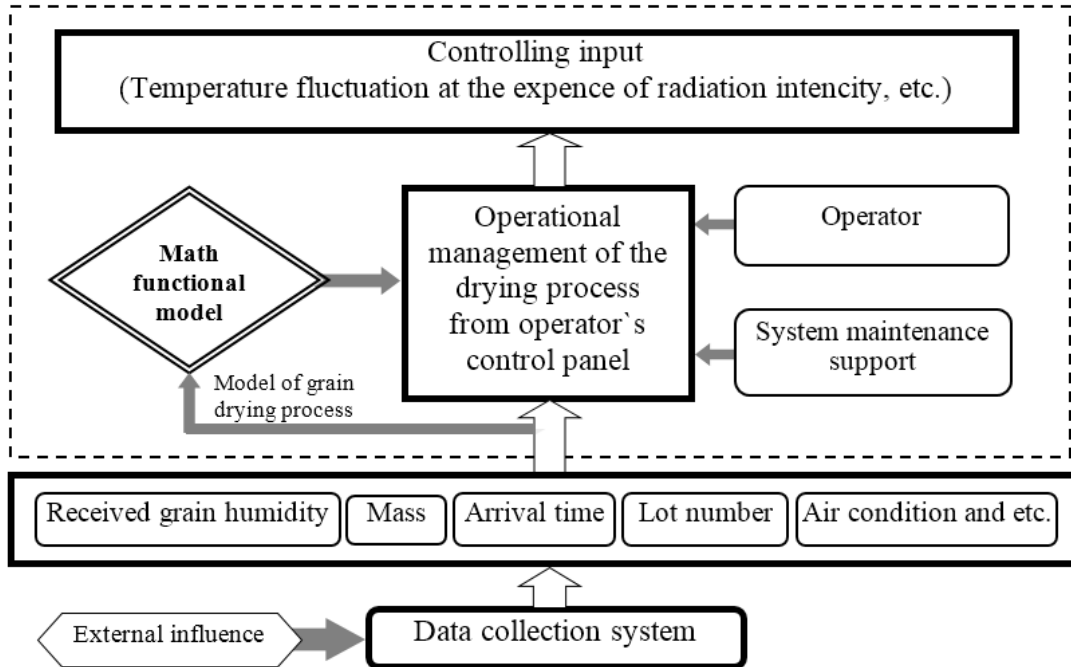 Controlling input
(Temperature fluctuation at the expence of radiation intencity, etc.)
Math
functional
model
Operational
management of the
drying process
from operator`s
control panel
Operator
System maintenance
support
Model of grain
drying process
Received grain humidity
Mass
Arrival time
Lot number
Air condition and etc.
External influence
Data collection system